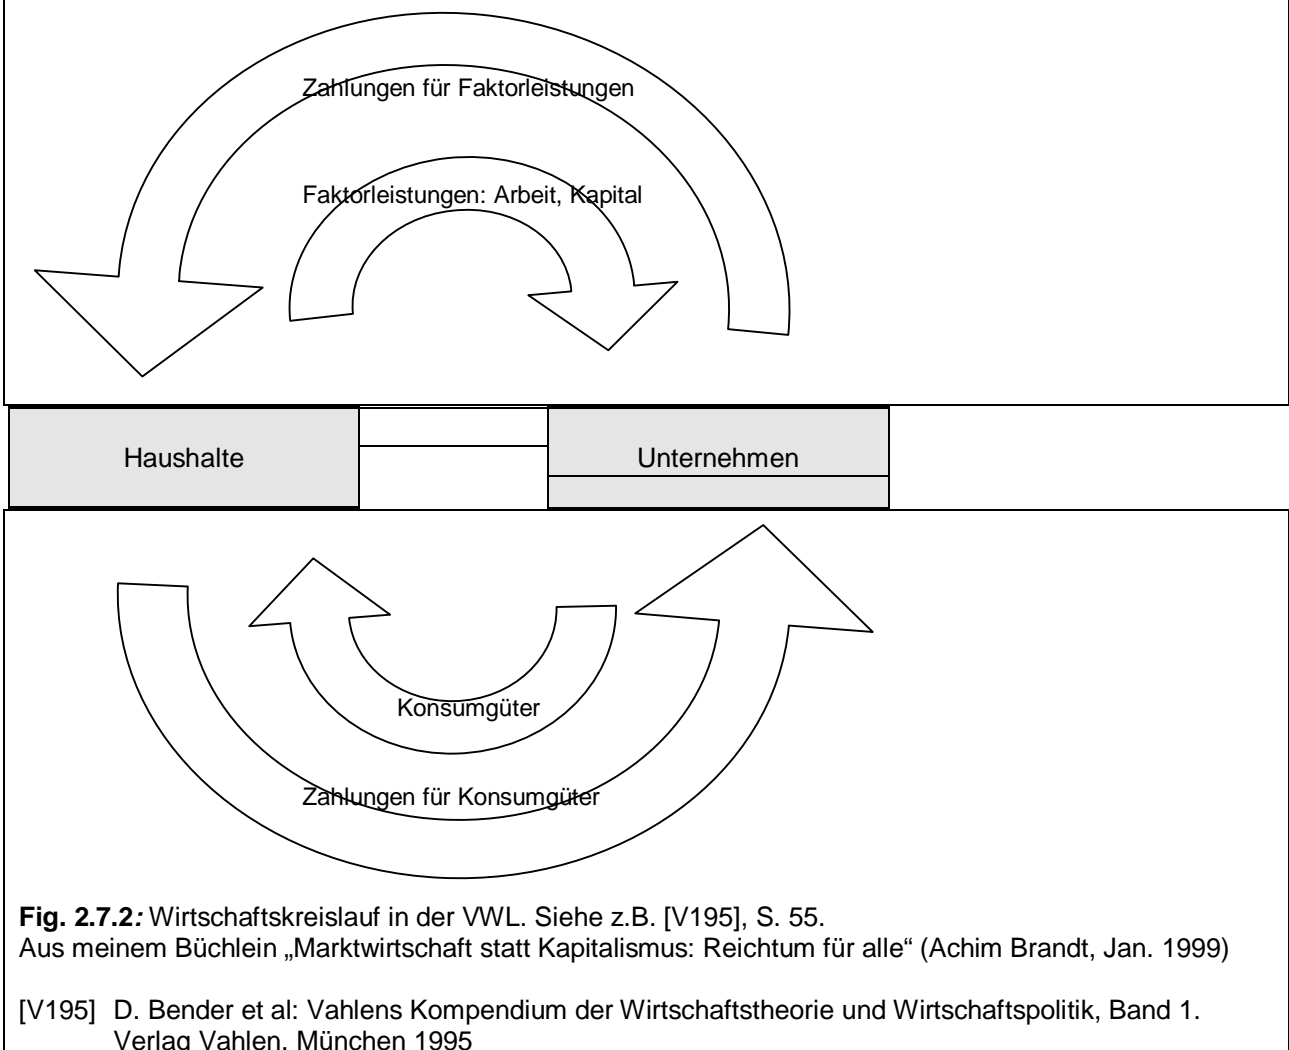 Zahlungen für Faktorleistungen
Faktorleistungen: Arbeit, Kapital
Haushalte
Unternehmen
Konsumgüter
Zahlungen für Konsumgüter
Fig. 2.7.2: Wirtschaftskreislauf in der VWL. Siehe z.B. [V195], S. 55.
Aus meinem Büchlein „Marktwirtschaft statt Kapitalismus: Reichtum für alle“ (Achim Brandt, Jan. 1999)
[V195] D. Bender et al: Vahlens Kompendium der Wirtschaftstheorie und Wirtschaftspolitik, Band 1.
Verlag Vahlen, München 1995